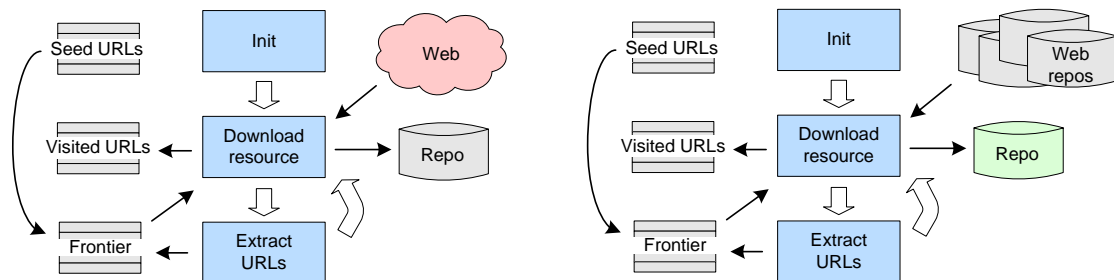 Seed URLs
Init
Web
Visited URLs
Download
resource
Repo
Frontier
Extract
URLs
Seed URLs
Init
Web
repos
Visited URLs
Download
resource
Repo
Frontier
Extract
URLs